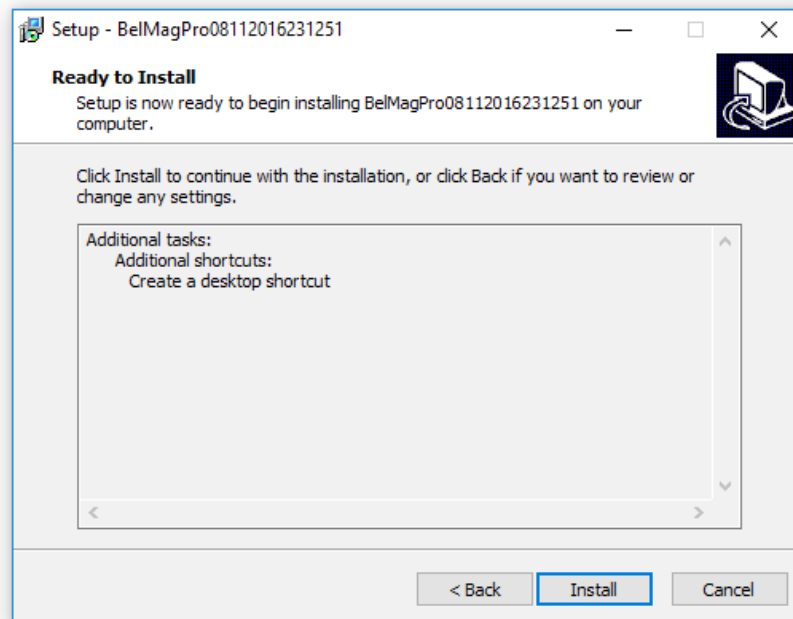 Setup - BelMagPro08112016231251
Ready to Install
Setup is now ready to begin installing BelMagPro08112016231251 on your
computer.
Click Install to continue with the installation, or click Back if you want to review or
change any settings.
Additional tasks:
Additional shortcuts:
Create a desktop shortcut
< Back
Install
Cancel